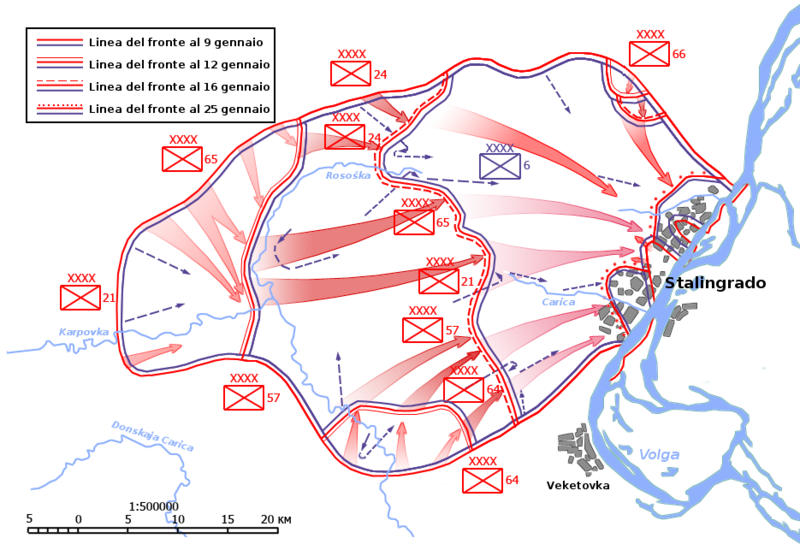 Linea del fronte al 9 gennaio
Linea del fronte al 12 gennaio
Linea del fronte al 16 gennaio
Linea del fronte al 25 gennaio
XXXX
66
XXXX
24
XXXX
24
XXXX
65
XXXX
6
Rosoška
XXXX
65
XXXX
21
XXXX
21
Stalingrado
Carica
Karpovka
XXXX
57
XXXX
57
XXXX
64
Donskaja Carica
Volga
XXXX
64
Veketovka
1:500000
5 0 5 10 15 20 км